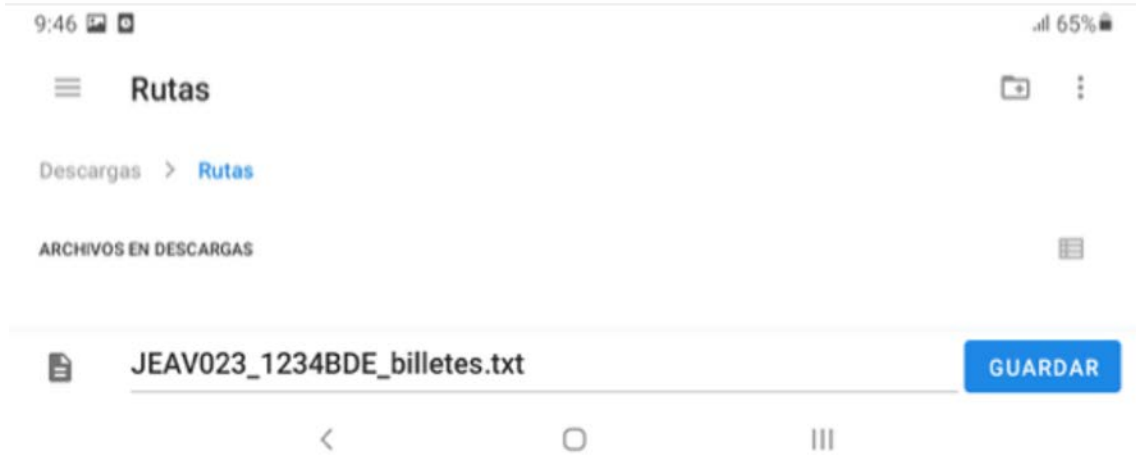 9:46 65%
Rutas
Descargas > Rutas
ARCHIVOS EN DESCARGAS
JEAV023_1234BDE_billetes.txt GUARDAR